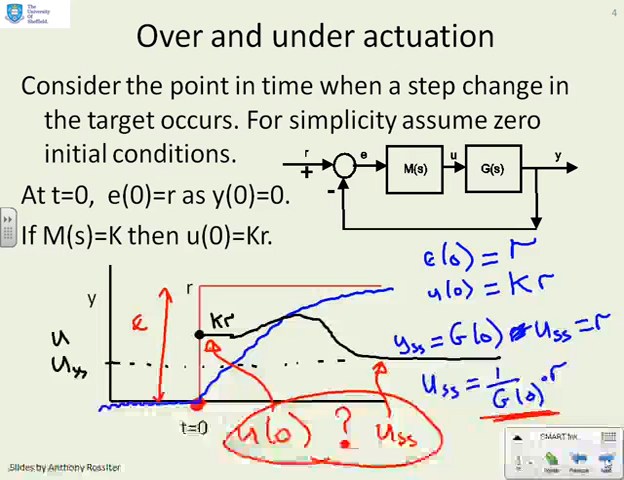 The University Of Sheffield.
4
Over and under actuation
Consider the point in time when a step change in
the target occurs. For simplicity assume zero
initial conditions.
r e u y
+ M(s) G(s)
-
At t=0, e(0)=r as y(0)=0.
If M(s)=K then u(0)=Kr.
e(0) = r
u(0) = K r
y r
e Kr
u
uss
yss = G(0) uss = r
uss = 1/G(0) . r
t=0
u(0) ? uss
SMART Ink...
Previous
Slides by Anthony Rossiter